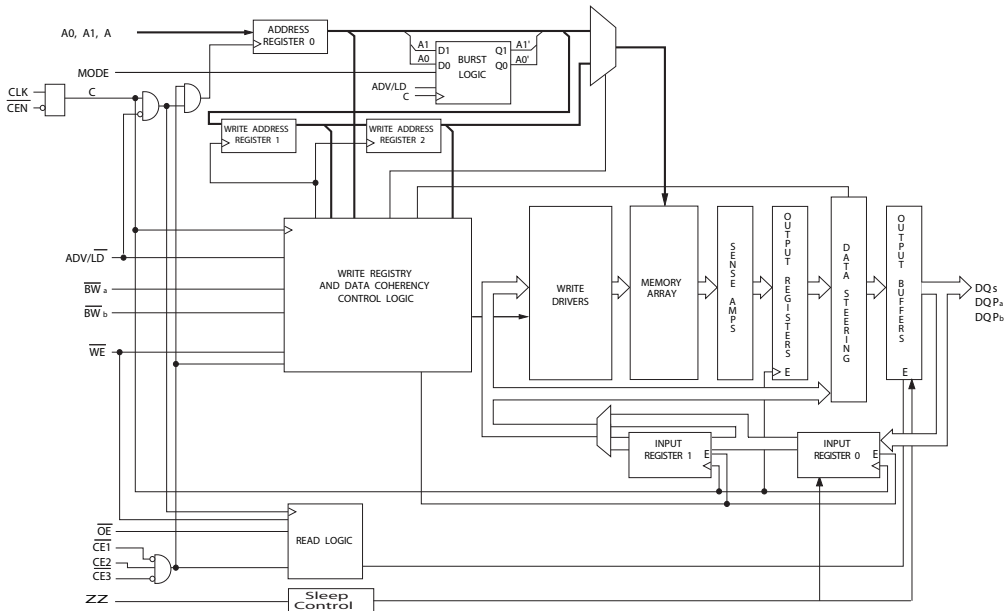 A0, A1, A
ADDRESS
REGISTER 0
A1
A0
D1
D0
BURST
LOGIC
Q1
Q0
A1'
A0'
MODE
ADV/LD
C
CLK
CEN
C
WRITE ADDRESS
REGISTER 1
WRITE ADDRESS
REGISTER 2
ADV/LD
BW a
BW b
WE
WRITE REGISTRY
AND DATA COHERENCY
CONTROL LOGIC
WRITE
DRIVERS
MEMORY
ARRAY
SENSE AMPS
OUTPUT REGISTERS
E
DATA STEERING
OUTPUT BUFFERS
E
DQs
DQPa
DQPb
INPUT
REGISTER 1
E
INPUT
REGISTER 0
E
OE
CE1
CE2
CE3
READ LOGIC
ZZ
Sleep
Control